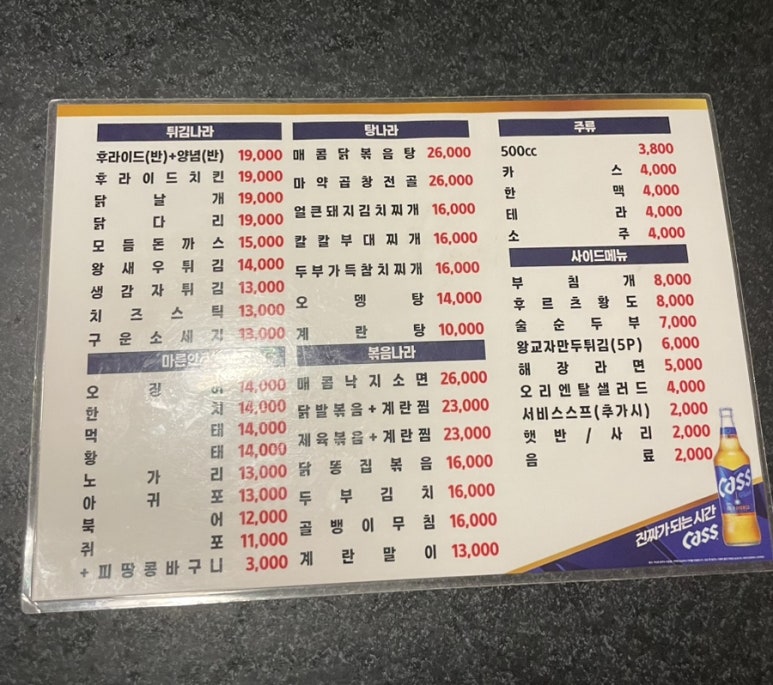 튀김나라
후라이드(반)+양념(반) 19,000
후라이드치킨 19,000
닭날개 19,000
닭다리 19,000
모듬돈까스 15,000
왕새우튀김 14,000
생감자튀김 13,000
치즈스틱 13,000
구운소세지 13,000
마른안
오징어 14,000
한치 14,000
먹태 14,000
황태 14,000
노가리 13,000
아귀포 13,000
북어 12,000
쥐포 11,000
+피땅콩바구니 3,000
탕나라
매콤닭볶음탕 26,000
마약곱창전골 26,000
얼큰돼지김치찌개 16,000
칼칼부대찌개 16,000
두부가득참치찌개 16,000
오뎅탕 14,000
계란탕 10,000
볶음나라
매콤낙지소면 26,000
닭발볶음+계란찜 23,000
제육볶음+계란찜 23,000
닭똥집볶음 16,000
두부김치 16,000
골뱅이무침 16,000
계란말이 13,000
주류
500cc 3,800
카스 4,000
한맥 4,000
테라 4,000
소주 4,000
사이드메뉴
부침개 8,000
후르츠황도 8,000
술순두부 7,000
왕교자만두튀김(5P) 6,000
해장라면 5,000
오리엔탈샐러드 4,000
서비스스프(추가시) 2,000
햇반/사리 2,000
음료 2,000
Cass
진짜가 되는 시간
Cass